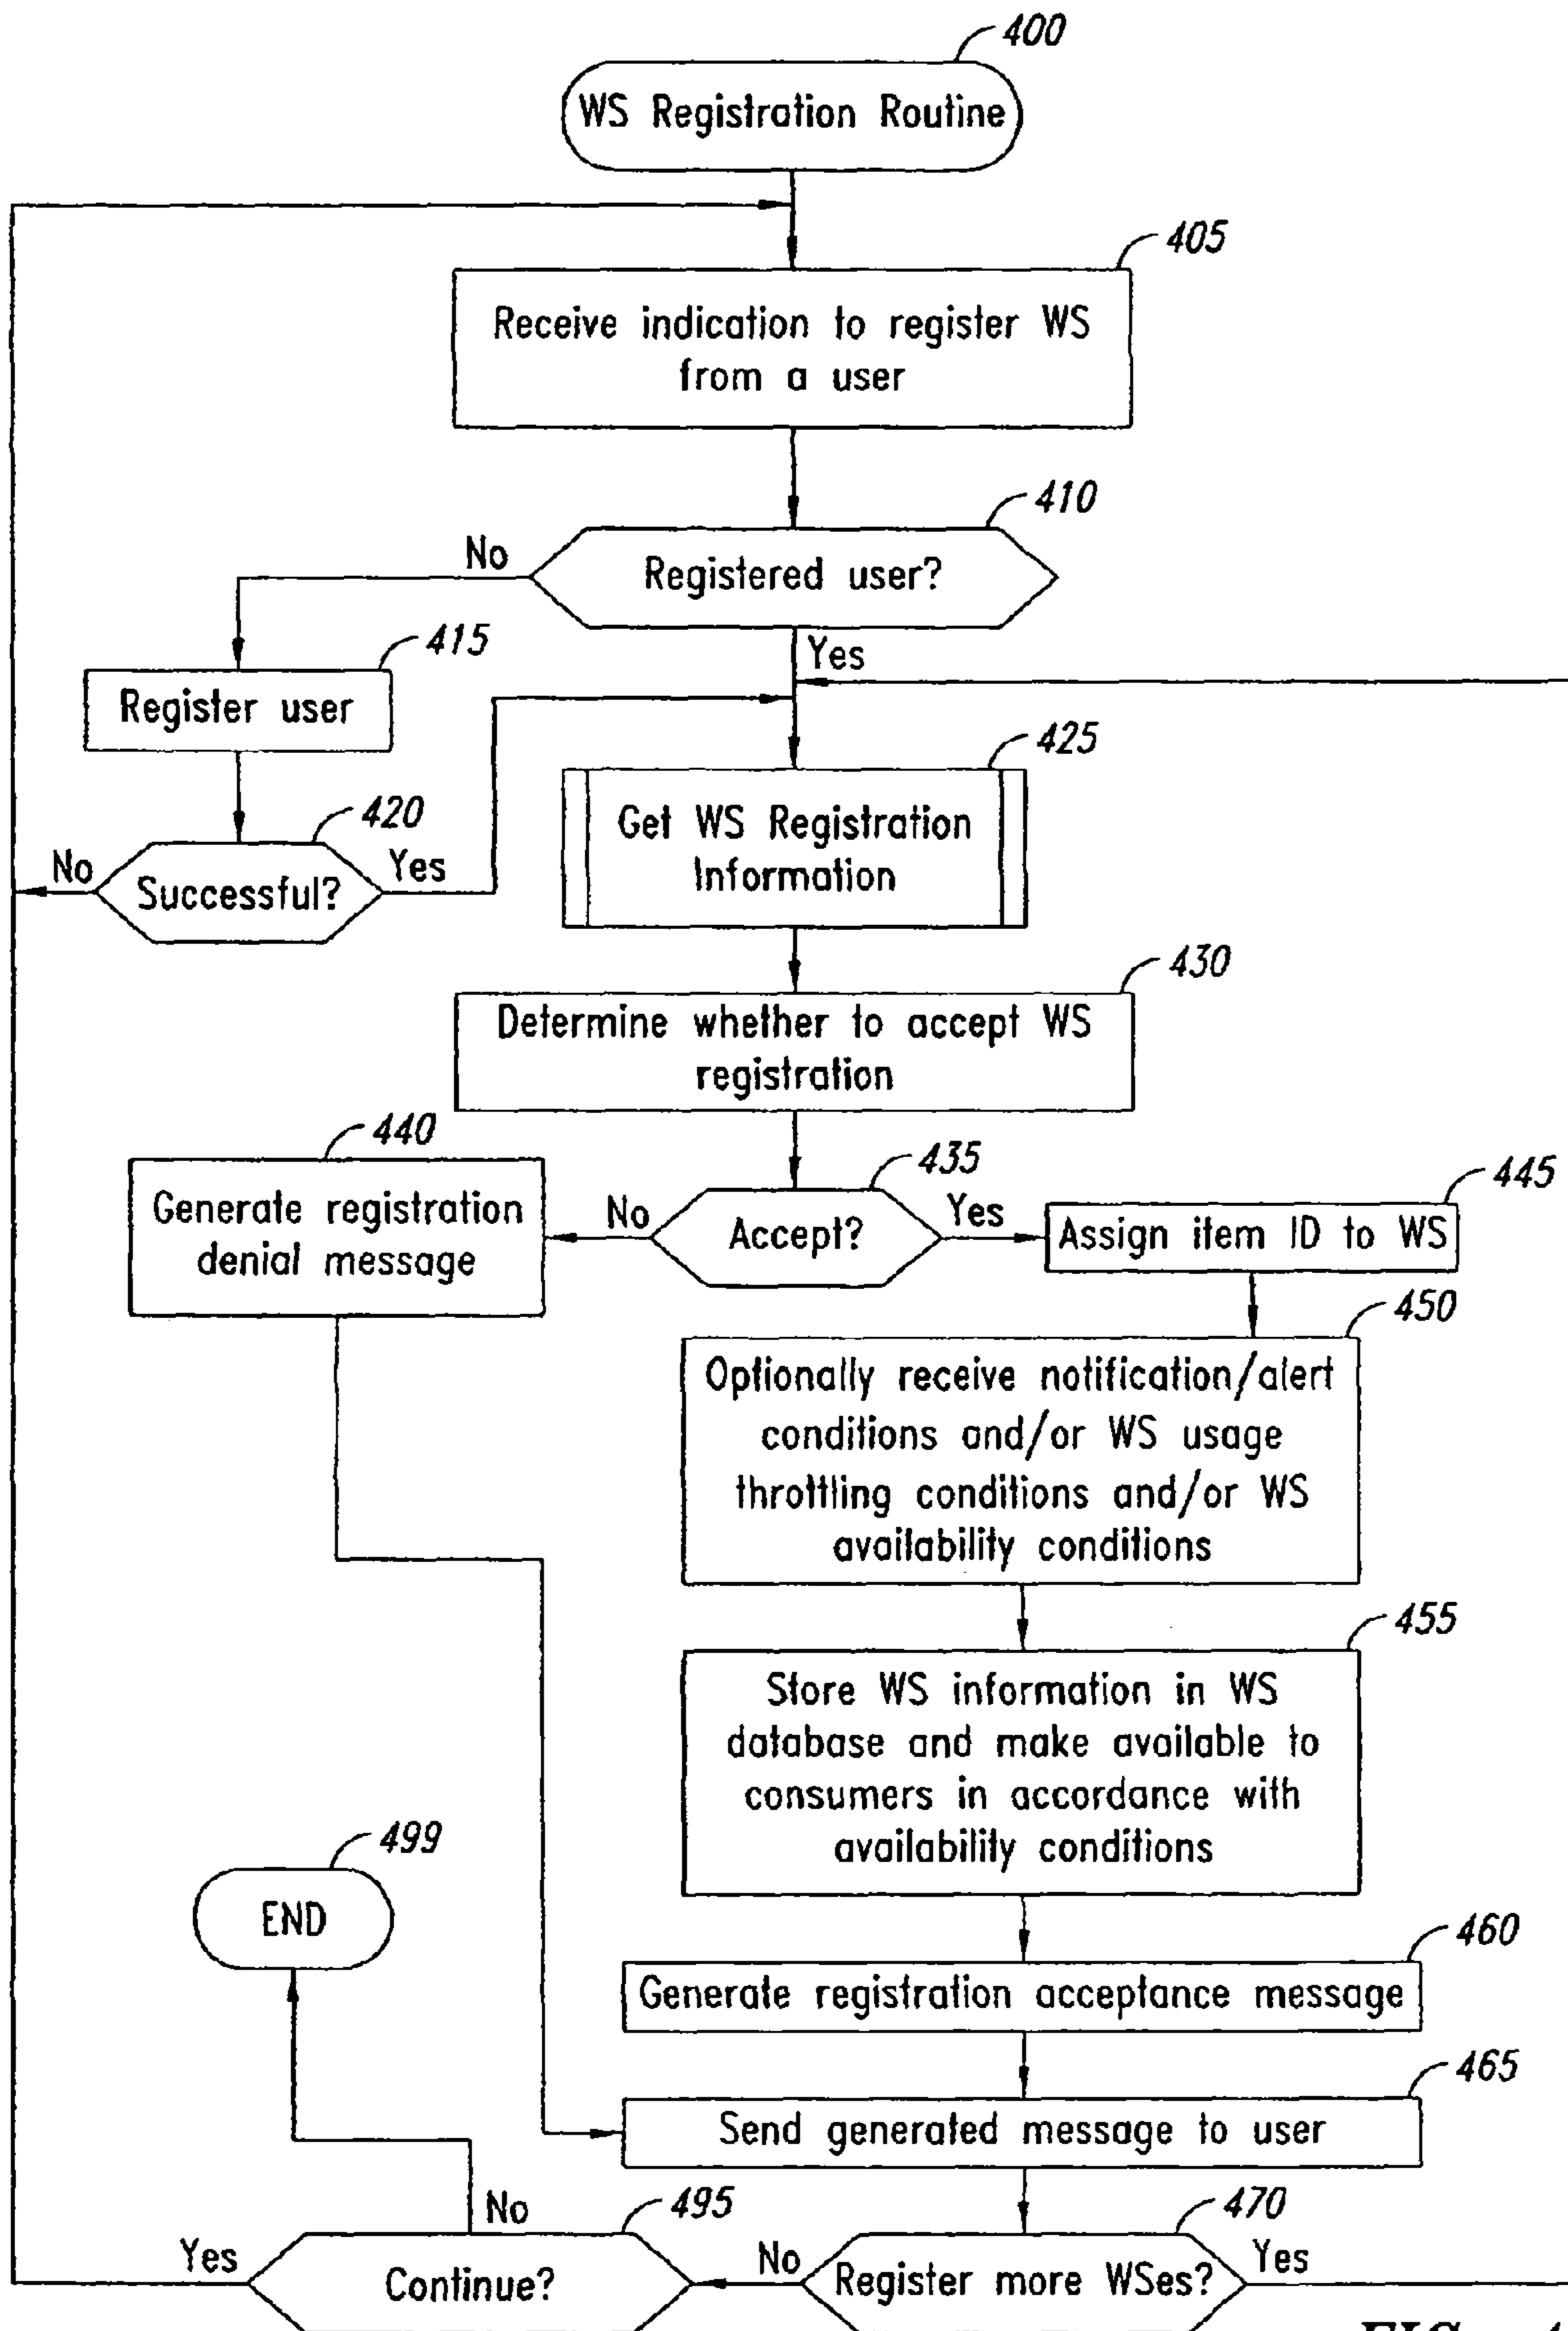 400
WS Registration Routine
405
Receive indication to register WS
from a user
410
No
Registered user?
415
Yes
Register user
425
420
Get WS Registration
Information
No
Successful?
Yes
430
Determine whether to accept WS
registration
440
435
445
Generate registration
denial message
No
Accept?
Yes
Assign item ID to WS
450
Optionally receive notification/alert
conditions and/or WS usage
throttling conditions and/or WS
availability conditions
455
Store WS information in WS
database and make available to
consumers in accordance with
availability conditions
499
END
460
Generate registration acceptance message
465
Send generated message to user
No
495
470
Yes
Continue?
No
Register more WSes?
Yes